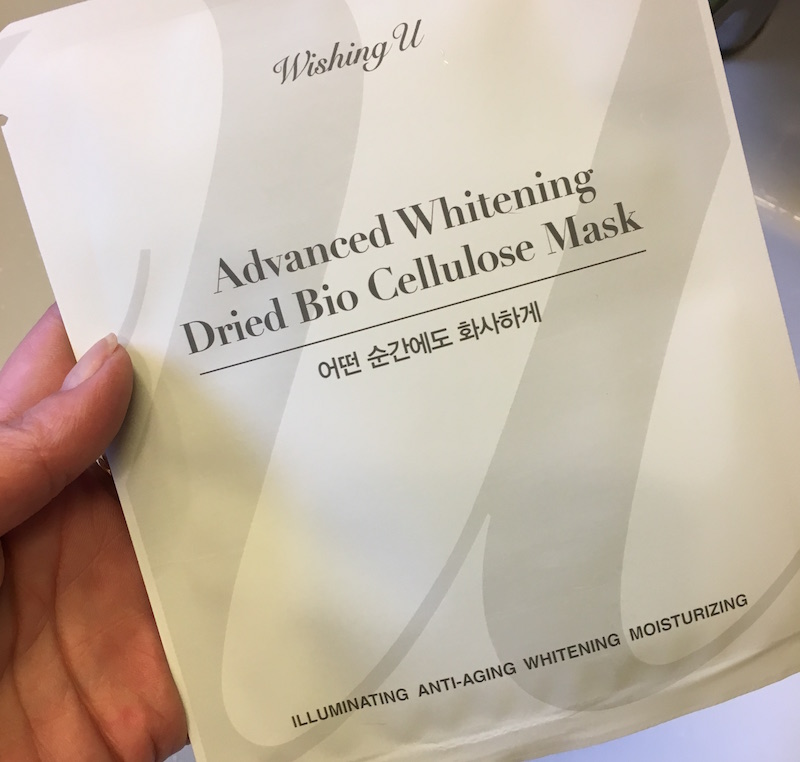 Wishing U
Advanced Whitening
Dried Bio Cellulose Mask
어떤 순간에도 화사하게
ILLUMINATING ANTI-AGING WHITENING MOISTURIZING